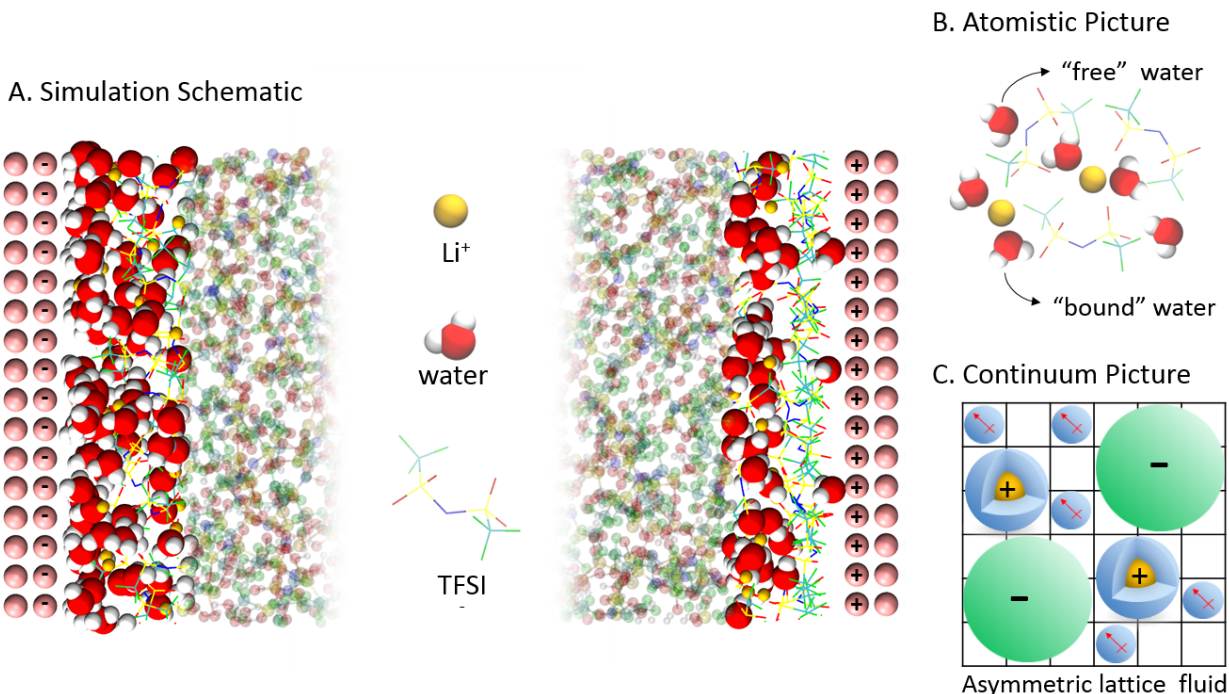 B. Atomistic Picture
"free" water
A. Simulation Schematic
Li⁺
water
TFSI
-
"bound" water
C. Continuum Picture
- - - - - - - - - - - - - - - -
+ + + + + + + + + + + + + + + +
-
+
-
+
Asymmetric lattice fluid